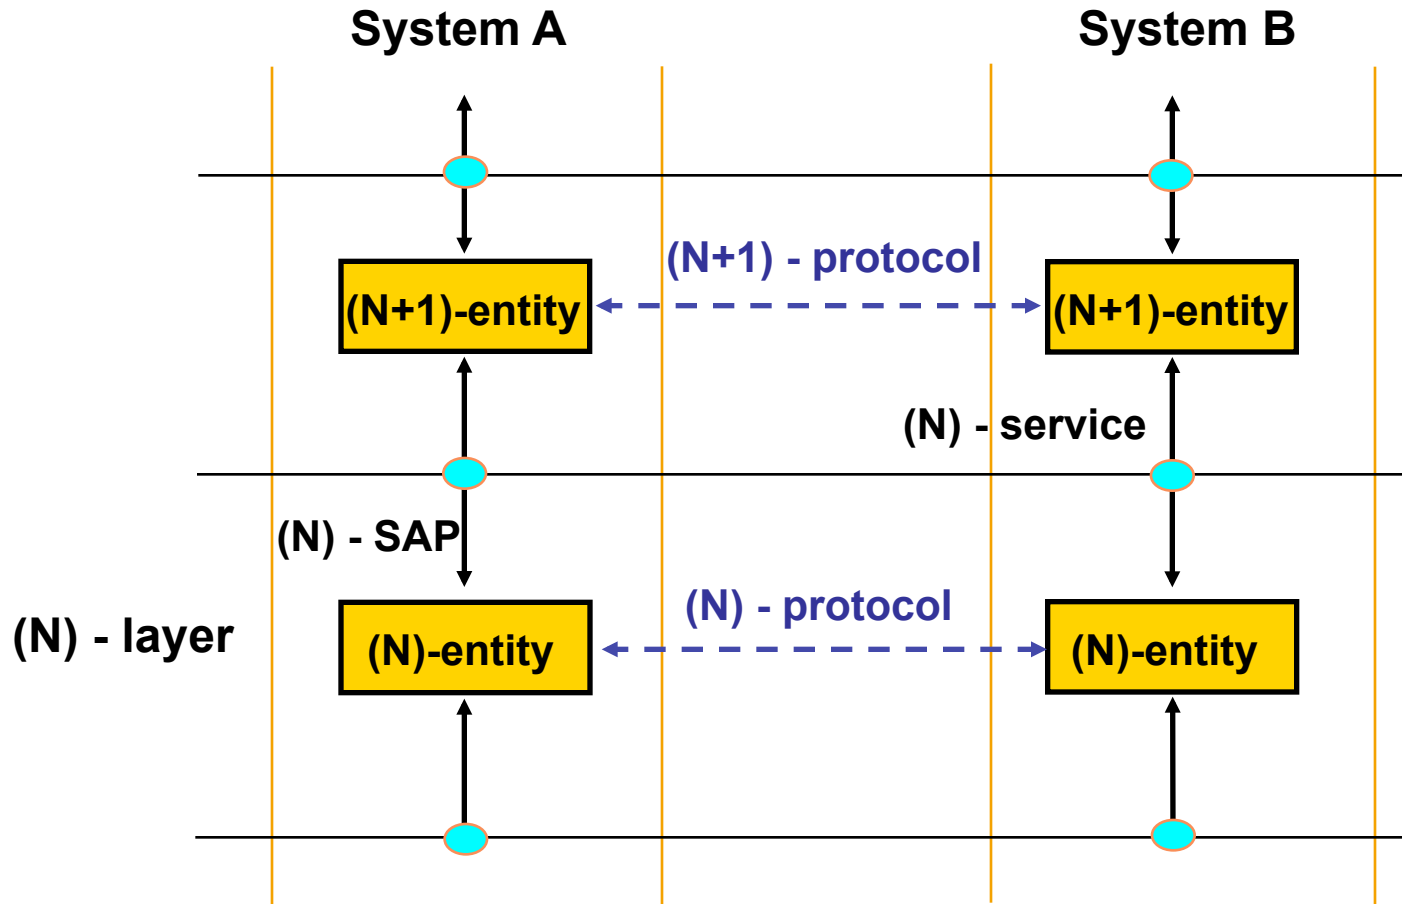 System A
System B
(N+1) - protocol
(N+1)-entity
(N+1)-entity
(N) - service
(N) - SAP
(N) - protocol
(N) - layer
(N)-entity
(N)-entity